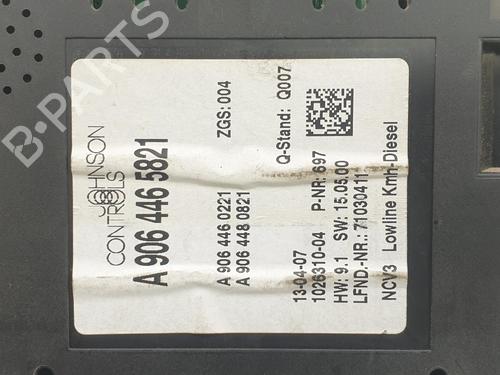 JOHNSON
CONTROLS
A 906 446 5821
ZGS: 004
A 906 446 0221
A 906 448 0821
Q-Stand: Q007
13-04-07
1026310-04 P-NR: 697
HW: 9.1 SW: 15.05.00
LFND.-NR.: 71030411
NCV3 Lowline Kmh-Diesel
B-PARTS